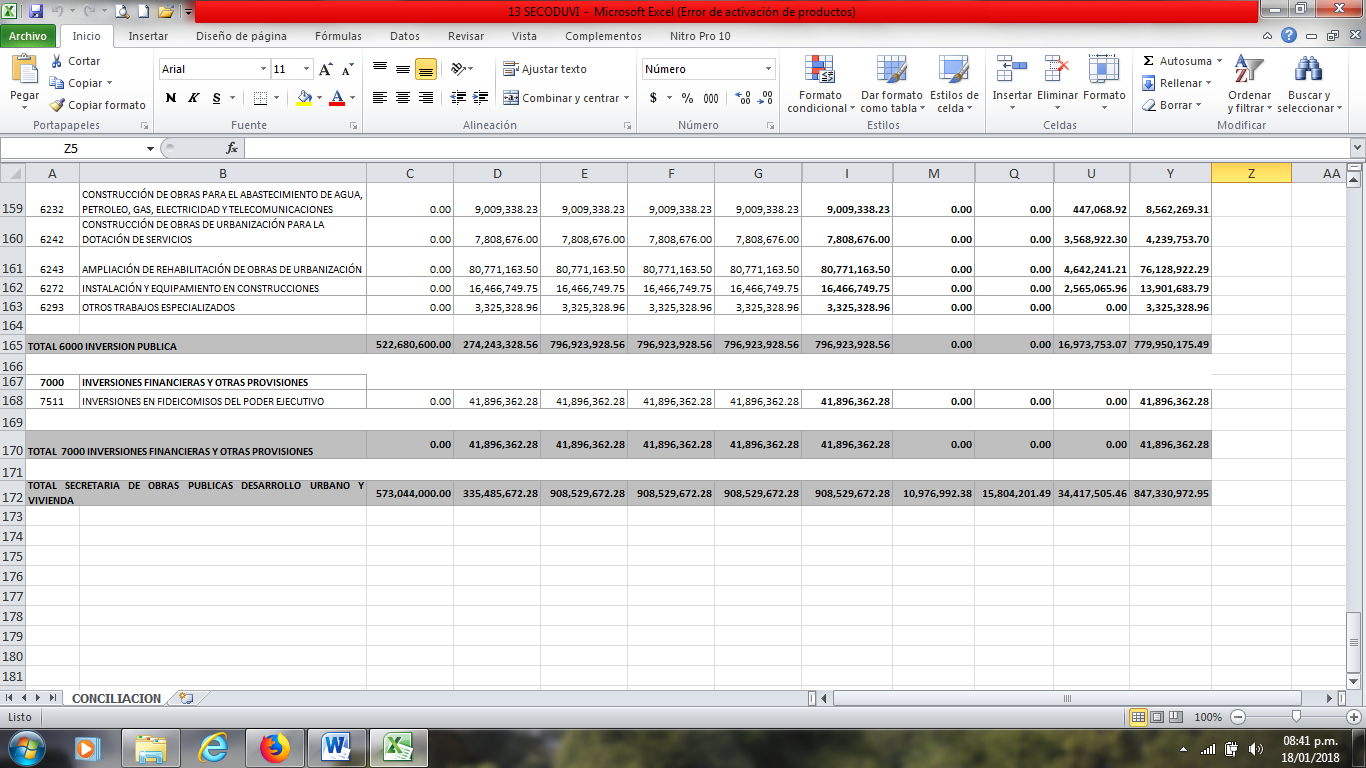 13 SECODUVI - Microsoft Excel (Error de activación de productos)
Archivo Inicio Insertar Diseño de página Fórmulas Datos Revisar Vista Complementos Nitro Pro 10
Pegar
Cortar
Copiar
Copiar formato
Portapapeles
Arial 11
N K S
A A
A
Fuente
Ajustar texto
Combinar y centrar
Alineación
Número
$ % 000
Número
Formato condicional
Dar formato como tabla
Estilos de celda
Estilos
Insertar Eliminar Formato
Celdas
Autosuma
Rellenar
Borrar
Ordenar y filtrar
Buscar y seleccionar
Modificar
Z5 fx
A B C D E F G I M Q U Y Z AA
CONSTRUCCIÓN DE OBRAS PARA EL ABASTECIMIENTO DE AGUA,
159 6232 PETROLEO, GAS, ELECTRICIDAD Y TELECOMUNICACIONES 0.00 9,009,338.23 9,009,338.23 9,009,338.23 9,009,338.23 9,009,338.23 0.00 0.00 447,068.92 8,562,269.31
CONSTRUCCIÓN DE OBRAS DE URBANIZACIÓN PARA LA
160 6242 DOTACIÓN DE SERVICIOS 0.00 7,808,676.00 7,808,676.00 7,808,676.00 7,808,676.00 7,808,676.00 0.00 0.00 3,568,922.30 4,239,753.70
161 6243 AMPLIACIÓN DE REHABILITACIÓN DE OBRAS DE URBANIZACIÓN 0.00 80,771,163.50 80,771,163.50 80,771,163.50 80,771,163.50 80,771,163.50 0.00 0.00 4,642,241.21 76,128,922.29
162 6272 INSTALACIÓN Y EQUIPAMIENTO EN CONSTRUCCIONES 0.00 16,466,749.75 16,466,749.75 16,466,749.75 16,466,749.75 16,466,749.75 0.00 0.00 2,565,065.96 13,901,683.79
163 6293 OTROS TRABAJOS ESPECIALIZADOS 0.00 3,325,328.96 3,325,328.96 3,325,328.96 3,325,328.96 3,325,328.96 0.00 0.00 0.00 3,325,328.96
164
165 TOTAL 6000 INVERSION PUBLICA 522,680,600.00 274,243,328.56 796,923,928.56 796,923,928.56 796,923,928.56 796,923,928.56 0.00 0.00 16,973,753.07 779,950,175.49
166
167 7000 INVERSIONES FINANCIERAS Y OTRAS PROVISIONES
168 7511 INVERSIONES EN FIDEICOMISOS DEL PODER EJECUTIVO 0.00 41,896,362.28 41,896,362.28 41,896,362.28 41,896,362.28 41,896,362.28 0.00 0.00 0.00 41,896,362.28
169
170 TOTAL 7000 INVERSIONES FINANCIERAS Y OTRAS PROVISIONES 0.00 41,896,362.28 41,896,362.28 41,896,362.28 41,896,362.28 41,896,362.28 0.00 0.00 0.00 41,896,362.28
171
TOTAL SECRETARIA DE OBRAS PUBLICAS DESARROLLO URBANO Y
172 VIVIENDA 573,044,000.00 335,485,672.28 908,529,672.28 908,529,672.28 908,529,672.28 908,529,672.28 10,976,992.38 15,804,201.49 34,417,505.46 847,330,972.95
173
174
175
176
177
178
179
180
181
CONCILIACION
Listo 100%
08:41 p.m.
18/01/2018